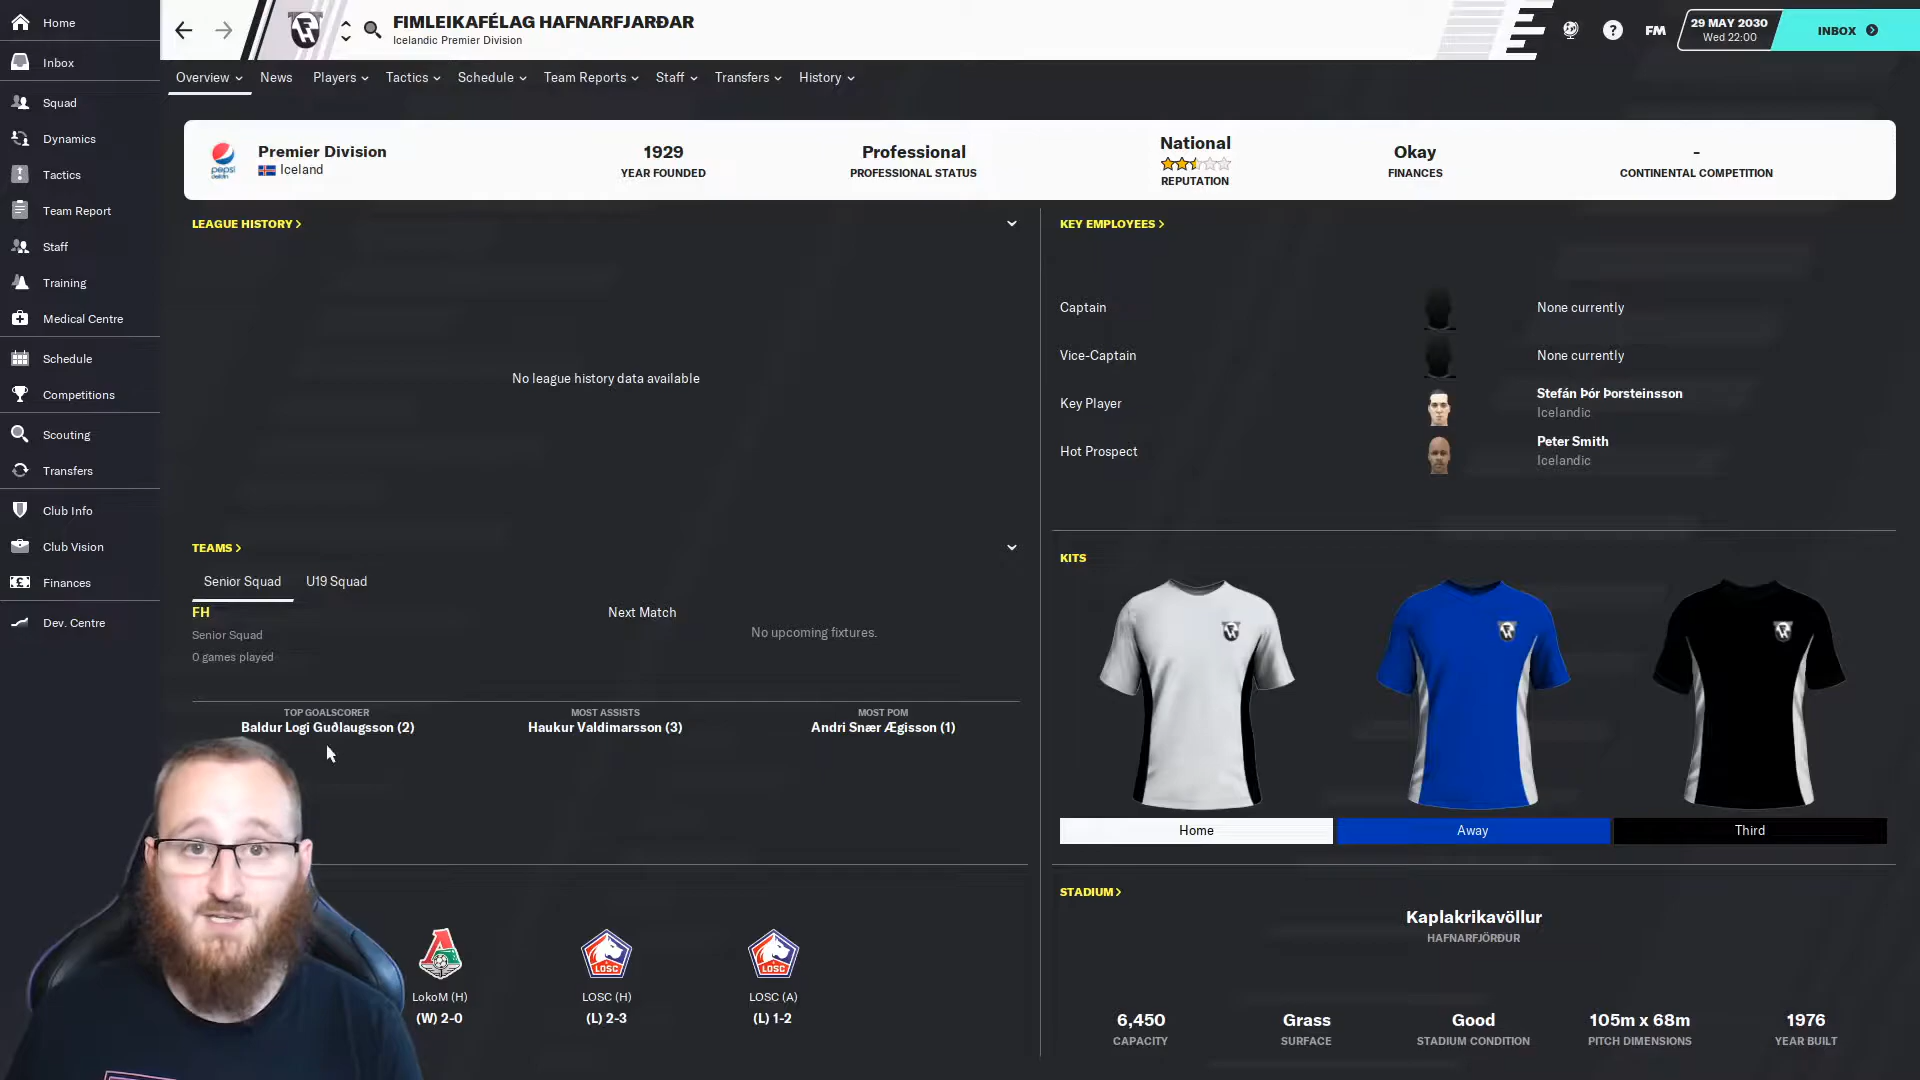 Home
Inbox
Squad
Dynamics
Tactics
Team Report
Staff
Training
Medical Centre
Schedule
Competitions
Scouting
Transfers
Club Info
Club Vision
Finances
Dev. Centre
FIMLEIKAFÉLAG HAFNARFJARÐAR
Icelandic Premier Division
FM
29 MAY 2030
Wed 22:00
INBOX
Overview News Players Tactics Schedule Team Reports Staff Transfers History
pepsi
Premier Division
Iceland
1929
YEAR FOUNDED
Professional
PROFESSIONAL STATUS
National
REPUTATION
Okay
FINANCES
-
CONTINENTAL COMPETITION
LEAGUE HISTORY >
No league history data available
TEAMS >
Senior Squad U19 Squad
FH
Senior Squad
0 games played
Next Match
No upcoming fixtures.
TOP GOALSCORER
Baldur Logi Guðlaugsson (2)
MOST ASSISTS
Haukur Valdimarsson (3)
MOST POM
Andri Snær Ægisson (1)
LokoM (H)
(W) 2-0
LOSC
LOSC (H)
(L) 2-3
LOSC
LOSC (A)
(L) 1-2
KEY EMPLOYEES >
Captain
None currently
Vice-Captain
None currently
Key Player
Stefán Þór Þorsteinsson
Icelandic
Hot Prospect
Peter Smith
Icelandic
KITS
Home
Away
Third
STADIUM >
Kaplakrikavöllur
HAFNARFJÖRÐUR
6,450
CAPACITY
Grass
SURFACE
Good
STADIUM CONDITION
105m x 68m
PITCH DIMENSIONS
1976
YEAR BUILT